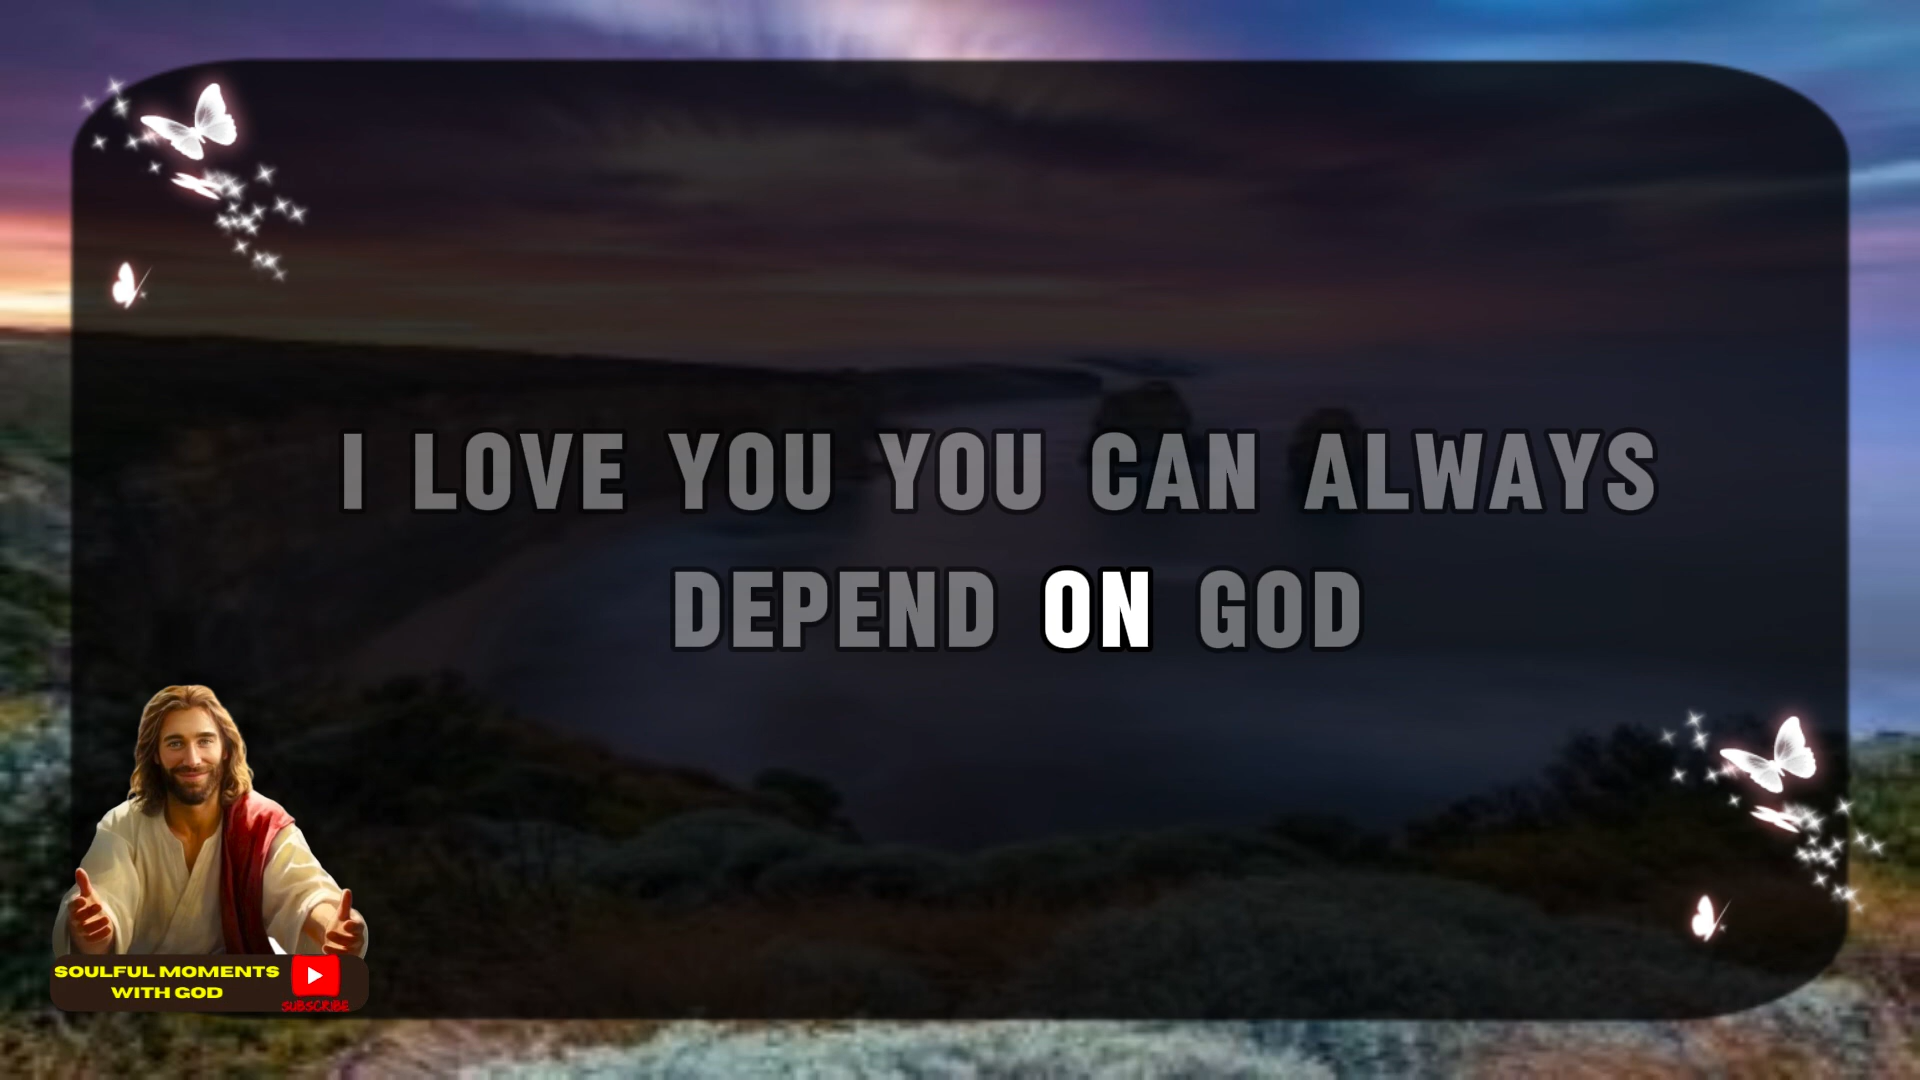 I LOVE YOU YOU CAN ALWAYS
DEPEND ON GOD
SOULFUL MOMENTS
WITH GOD
SUBSCRIBE